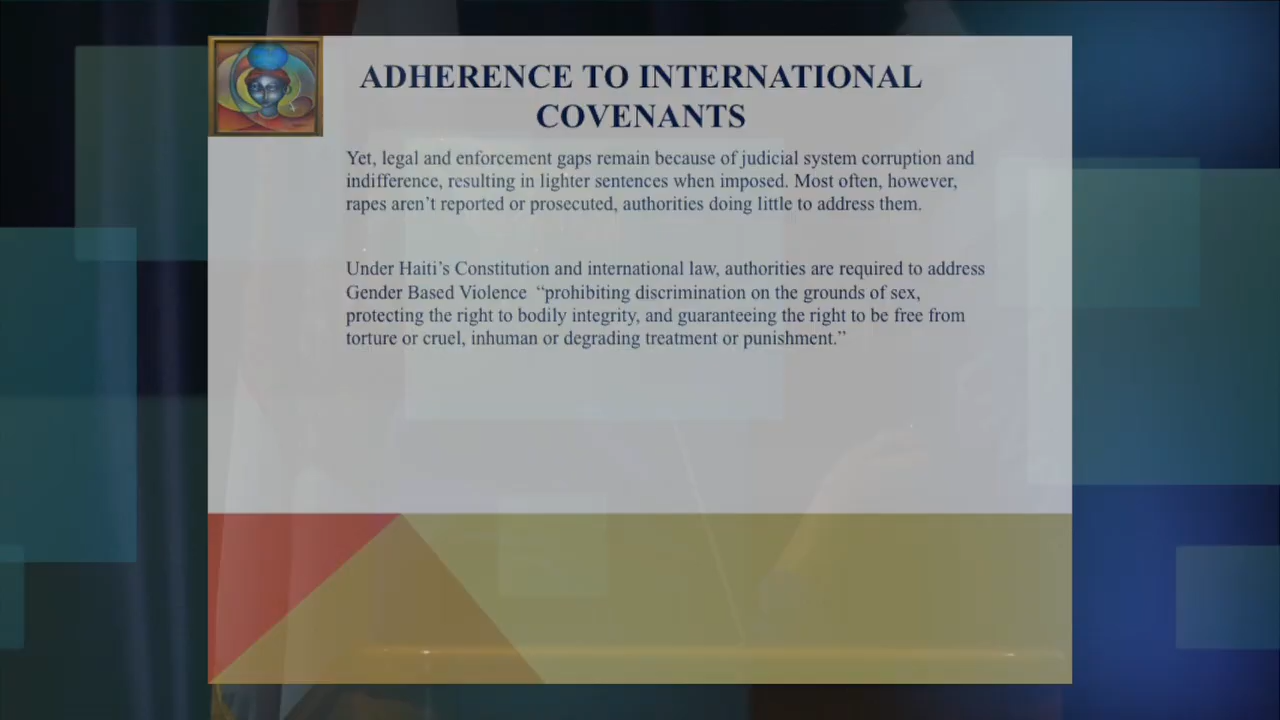 ADHERENCE TO INTERNATIONAL
COVENANTS
Yet, legal and enforcement gaps remain because of judicial system corruption and
indifference, resulting in lighter sentences when imposed. Most often, however,
rapes aren’t reported or prosecuted, authorities doing little to address them.
Under Haiti’s Constitution and international law, authorities are required to address
Gender Based Violence “prohibiting discrimination on the grounds of sex,
protecting the right to bodily integrity, and guaranteeing the right to be free from
torture or cruel, inhuman or degrading treatment or punishment.”